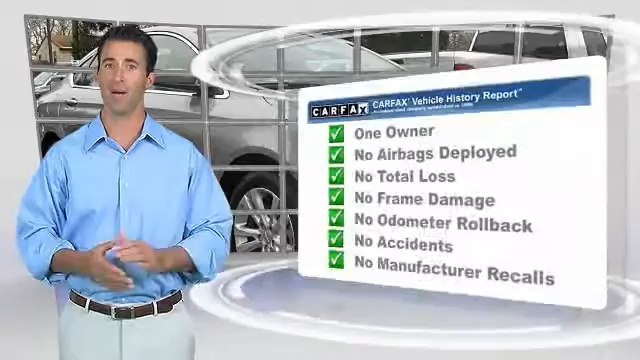 CARFAX
CARFAX Vehicle History Report™
One Owner
No Airbags Deployed
No Total Loss
No Frame Damage
No Odometer Rollback
No Accidents
No Manufacturer Recalls